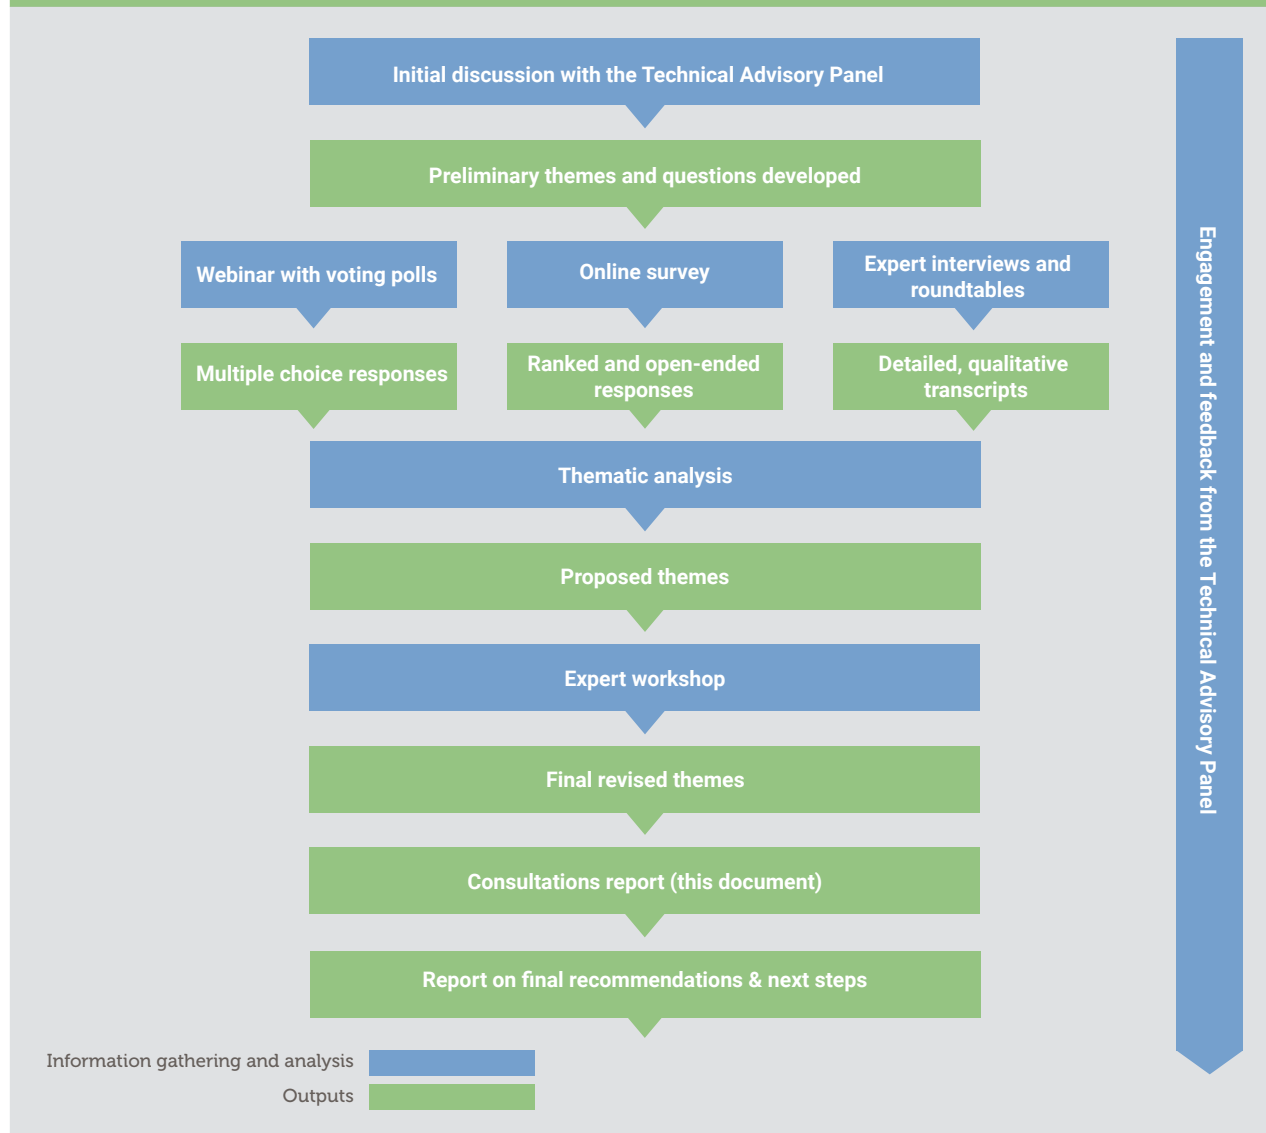 Initial discussion with the Technical Advisory Panel
Preliminary themes and questions developed
Webinar with voting polls
Online survey
Expert interviews and
roundtables
Multiple choice responses
Ranked and open-ended
responses
Detailed, qualitative
transcripts
Thematic analysis
Proposed themes
Expert workshop
Final revised themes
Consultations report (this document)
Report on final recommendations & next steps
Engagement and feedback from the Technical Advisory Panel
Information gathering and analysis
Outputs